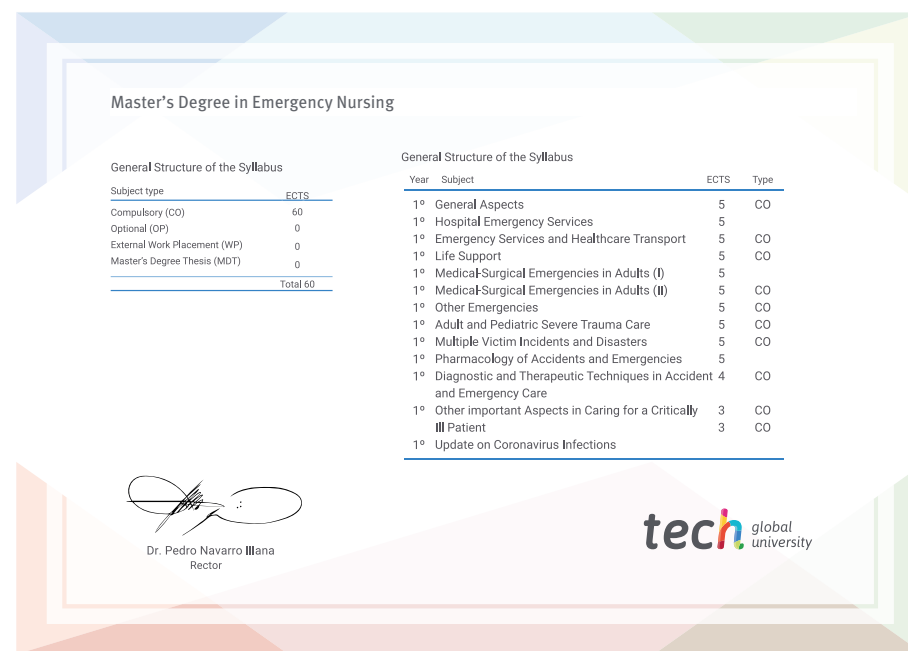 Master's Degree in Emergency Nursing
General Structure of the Syllabus
Subject type ECTS
Compulsory (CO) 60
Optional (OP) 0
External Work Placement (WP) 0
Master's Degree Thesis (MDT) 0
Total 60
General Structure of the Syllabus
Year Subject ECTS Type
1º General Aspects 5 CO
1º Hospital Emergency Services 5
1º Emergency Services and Healthcare Transport 5 CO
1º Life Support 5 CO
1º Medical-Surgical Emergencies in Adults (I) 5
1º Medical-Surgical Emergencies in Adults (II) 5 CO
1º Other Emergencies 5 CO
1º Adult and Pediatric Severe Trauma Care 5 CO
1º Multiple Victim Incidents and Disasters 5 CO
1º Pharmacology of Accidents and Emergencies 5
1º Diagnostic and Therapeutic Techniques in Accident 4 CO
and Emergency Care
1º Other important Aspects in Caring for a Critically 3 CO
Ill Patient 3 CO
1º Update on Coronavirus Infections
Dr. Pedro Navarro Illana
Rector
tech global
university